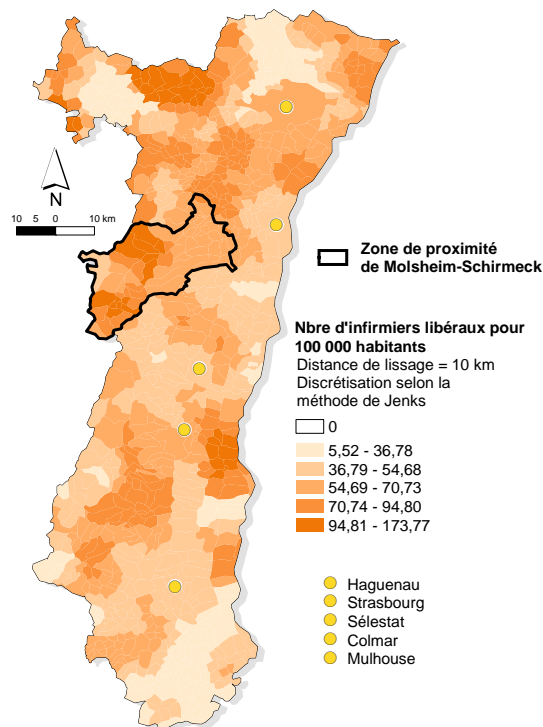 N
10 5 0 10 km
Zone de proximité
de Molsheim-Schirmeck
Nbre d'infirmiers libéraux pour
100 000 habitants
Distance de lissage = 10 km
Discrétisation selon la
méthode de Jenks
0
5,52 - 36,78
36,79 - 54,68
54,69 - 70,73
70,74 - 94,80
94,81 - 173,77
Haguenau
Strasbourg
Sélestat
Colmar
Mulhouse